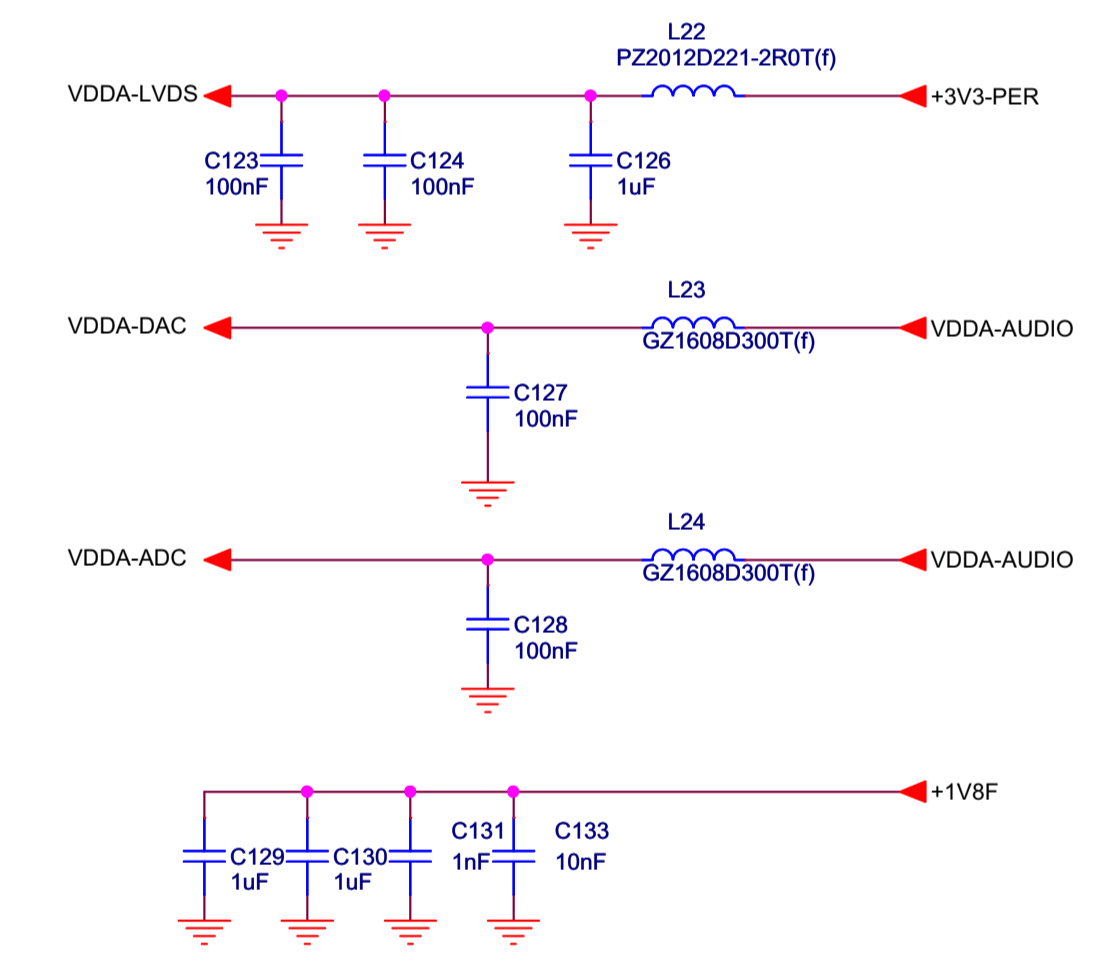 L22
PZ2012D221-2R0T(f)
VDDA-LVDS
+3V3-PER
C123
100nF
C124
100nF
C126
1uF
L23
VDDA-DAC
VDDA-AUDIO
GZ1608D300T(f)
C127
100nF
L24
VDDA-ADC
VDDA-AUDIO
GZ1608D300T(f)
C128
100nF
+1V8F
C129
1uF
C130
1uF
C131
1nF
C133
10nF